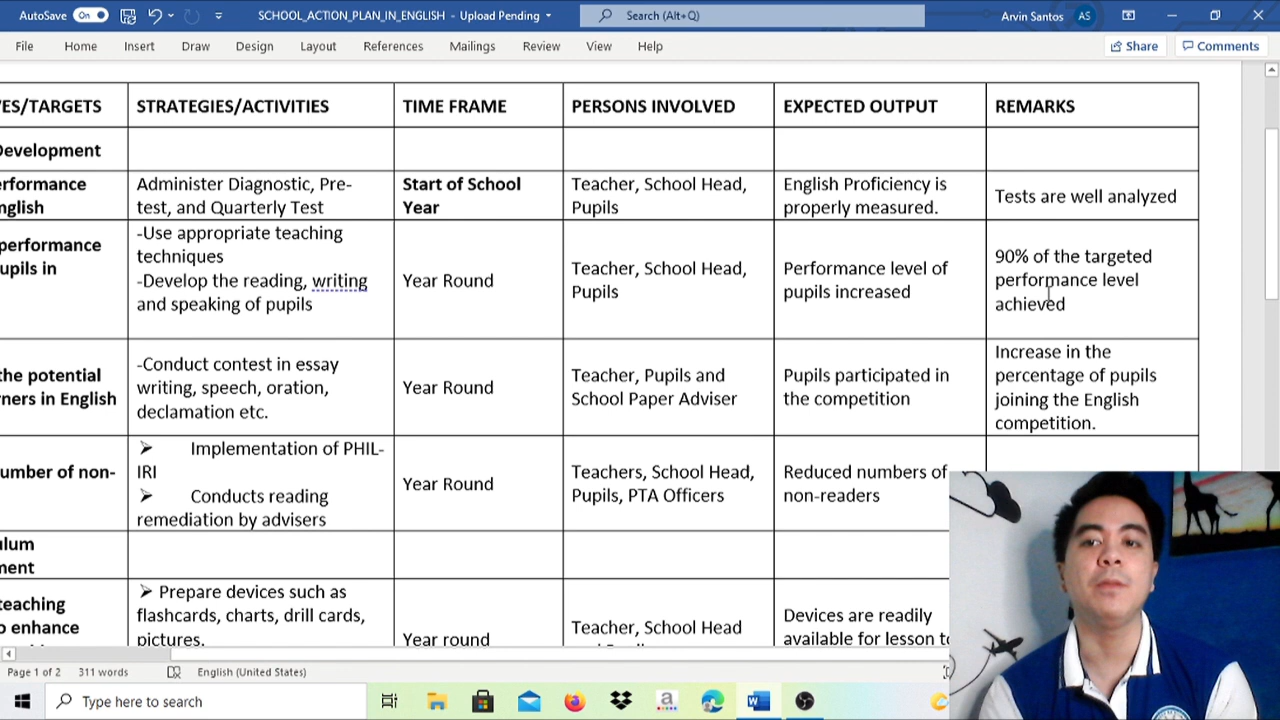 AutoSave On SCHOOL_ACTION_PLAN_IN_ENGLISH - Upload Pending Search (Alt+Q) Arvin Santos AS
File Home Insert Draw Design Layout References Mailings Review View Help Share Comments
ES/TARGETS STRATEGIES/ACTIVITIES TIME FRAME PERSONS INVOLVED EXPECTED OUTPUT REMARKS
Development
erformance
nglish
Administer Diagnostic, Pre-
test, and Quarterly Test
Start of School
Year
Teacher, School Head,
Pupils
English Proficiency is
properly measured.
Tests are well analyzed
performance
upils in
-Use appropriate teaching
techniques
-Develop the reading, writing
and speaking of pupils
Year Round
Teacher, School Head,
Pupils
Performance level of
pupils increased
90% of the targeted
performance level
achieved
the potential
rners in English
-Conduct contest in essay
writing, speech, oration,
declamation etc.
Year Round
Teacher, Pupils and
School Paper Adviser
Pupils participated in
the competition
Increase in the
percentage of pupils
joining the English
competition.
umber of non-
➢ Implementation of PHIL-
IRI
➢ Conducts reading
remediation by advisers
Year Round
Teachers, School Head,
Pupils, PTA Officers
Reduced numbers of
non-readers
ulum
ment
teaching
o enhance
➢ Prepare devices such as
flashcards, charts, drill cards,
pictures.
Year round
Teacher, School Head
Devices are readily
available for lesson to
Page 1 of 2 311 words English (United States)
Type here to search